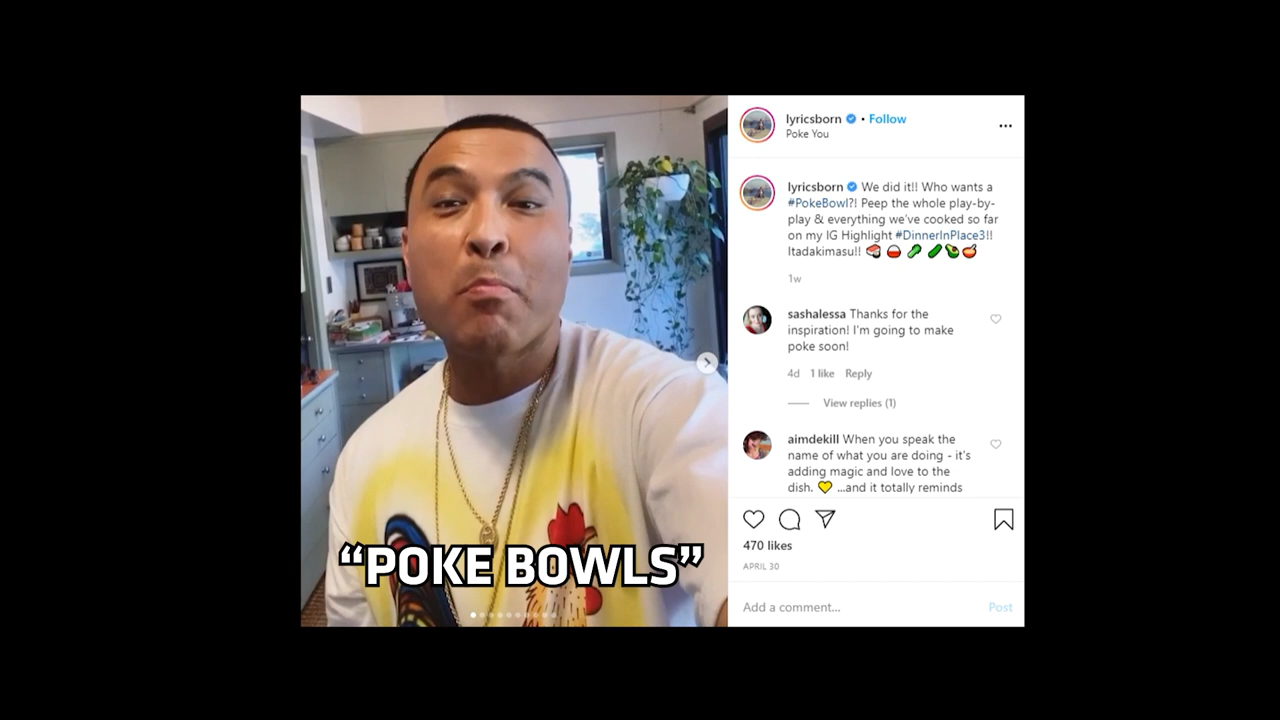 lyricsborn • Follow
Poke You
lyricsborn We did it!! Who wants a
#PokeBowl?! Peep the whole play-by-
play & everything we've cooked so far
on my IG Highlight #DinnerInPlace3!!
Itadakimasu!! 🍣 🍚 🥬 🥒 🥑 🍲
1w
sashalessa Thanks for the
inspiration! I'm going to make
poke soon!
4d 1 like Reply
View replies (1)
aimdekill When you speak the
name of what you are doing - it's
adding magic and love to the
dish. 💛 ...and it totally reminds
470 likes
APRIL 30
Add a comment... Post
“POKE BOWLS”